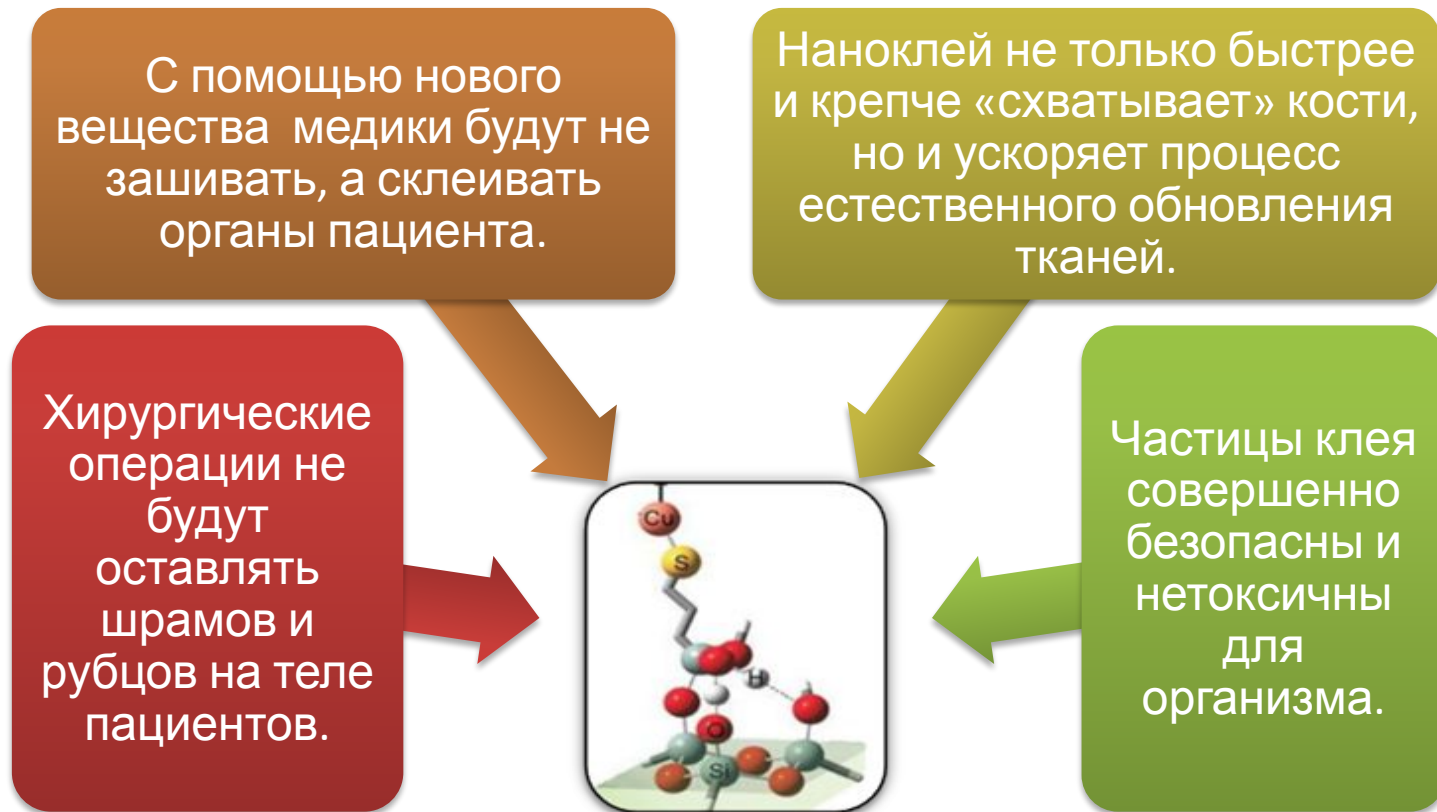 С помощью нового
вещества  медики будут не
зашивать, а склеивать
органы пациента.
Наноклей не только быстрее
и крепче «схватывает» кости,
но и ускоряет процесс
естественного обновления
тканей.
Хирургические
операции не
будут
оставлять
шрамов и
рубцов на теле
пациентов.
Cu
S
H
O
Si
Частицы клея
совершенно
безопасны и
нетоксичны
для
организма.